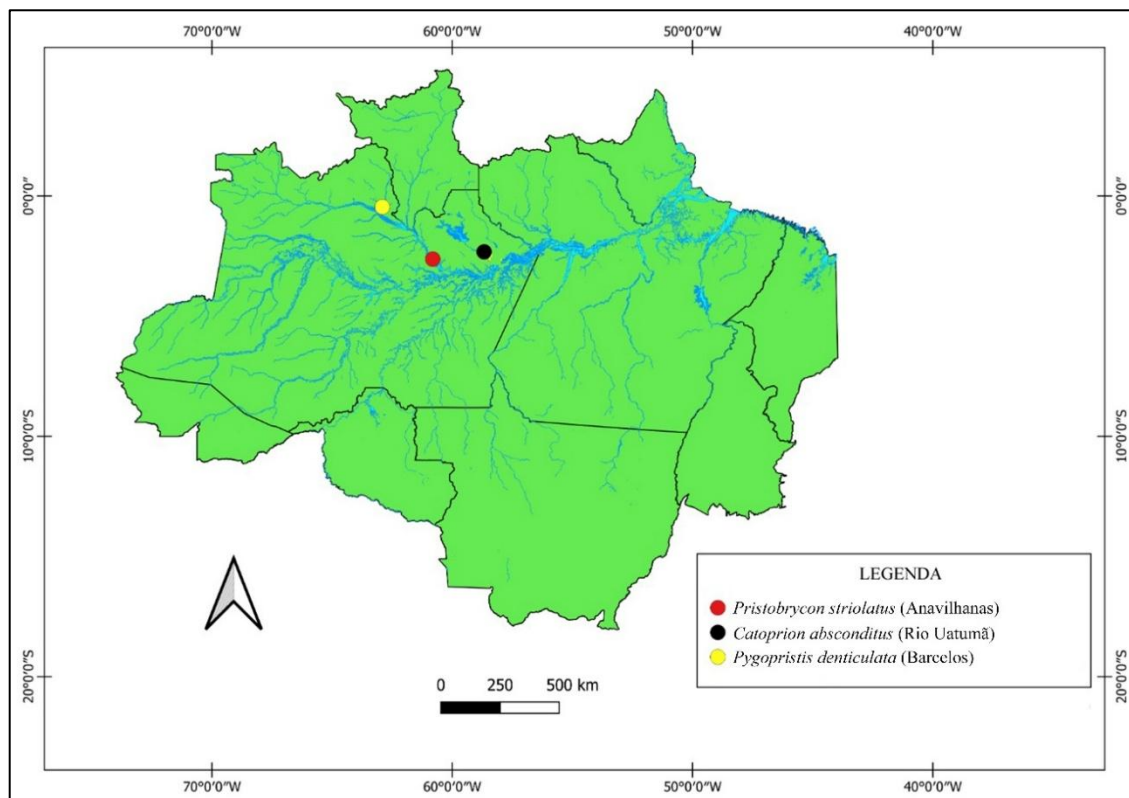 70°0'0"W 60°0'0"W 50°0'0"W 40°0'0"W
0°0'0" 0°0'0"
10°0'0"S 10°0'0"S
20°0'0"S 20°0'0"S
LEGENDA
Pristobrycon striolatus (Anavilhanas)
Catoprion absconditus (Rio Uatumã)
Pygopristis denticulata (Barcelos)
0 250 500 km
70°0'0"W 60°0'0"W 50°0'0"W 40°0'0"W